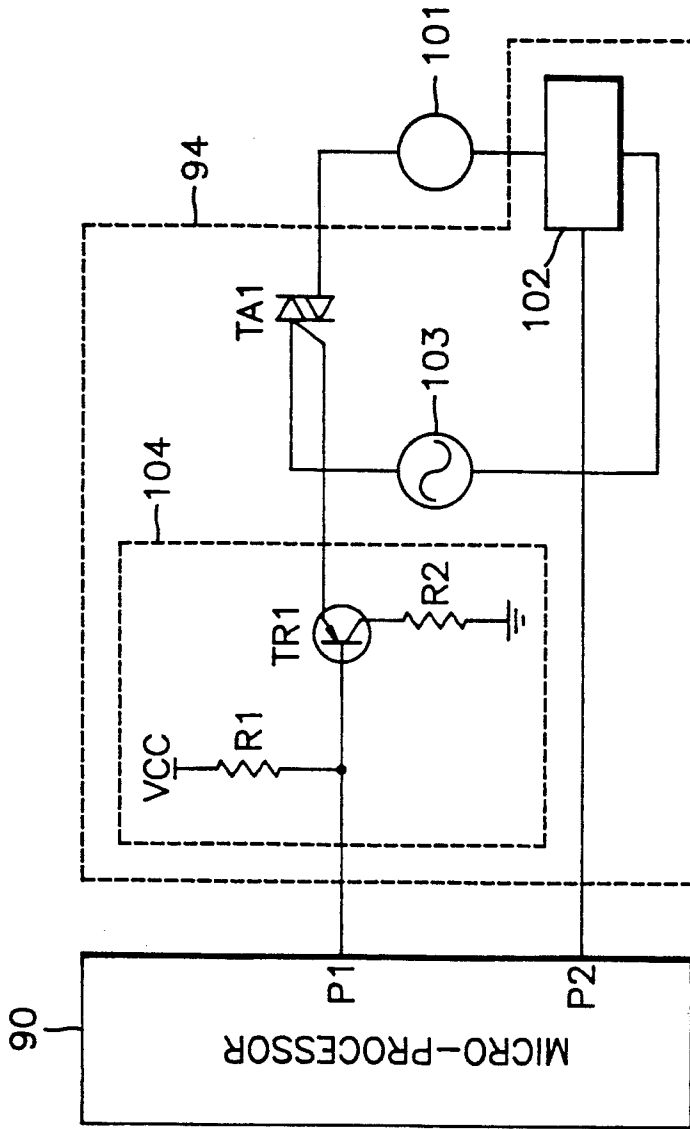 90
MICRO-PROCESSOR
P1
P2
94
104
VCC
R1
TR1
R2
TA1
103
101
102